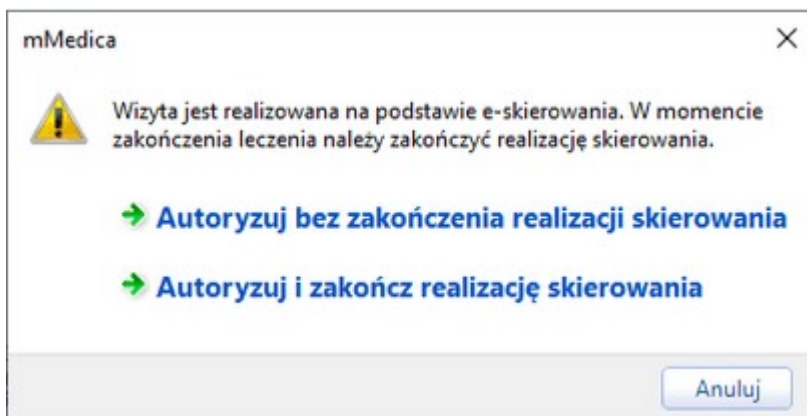 mMedica
Wizyta jest realizowana na podstawie e-skierowania. W momencie
zakończenia leczenia należy zakończyć realizację skierowania.
Autoryzuj bez zakończenia realizacji skierowania
Autoryzuj i zakończ realizację skierowania
Anuluj